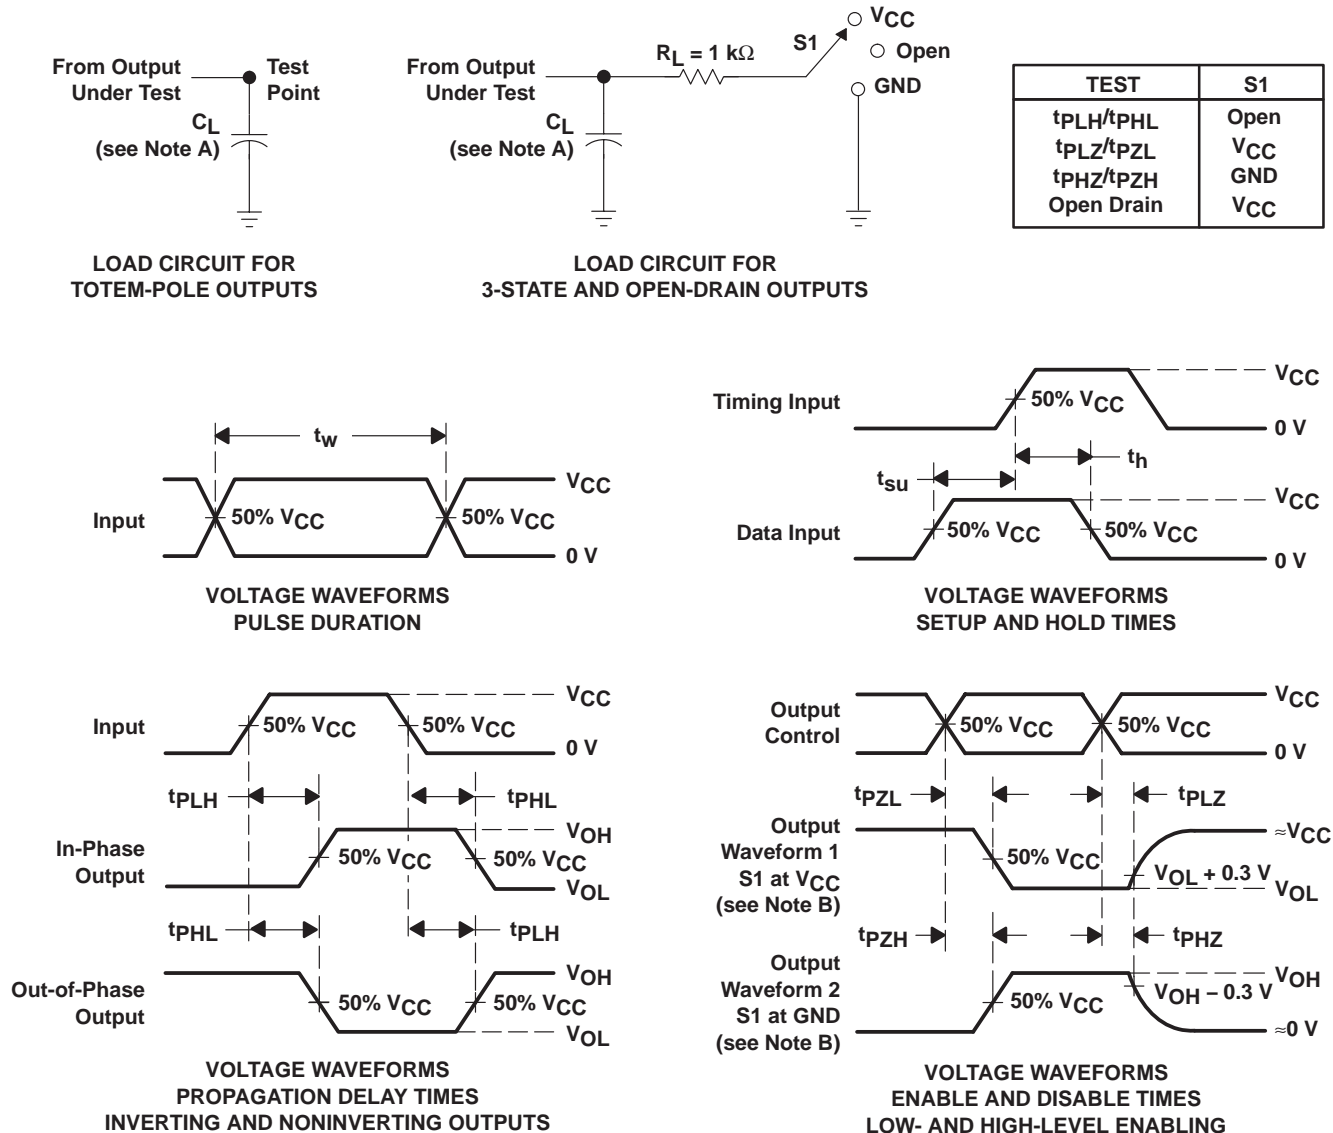 From Output
Under Test
Test
Point
CL
(see Note A)
LOAD CIRCUIT FOR
TOTEM-POLE OUTPUTS
From Output
Under Test
RL = 1 kΩ
S1
VCC
Open
GND
CL
(see Note A)
LOAD CIRCUIT FOR
3-STATE AND OPEN-DRAIN OUTPUTS
TEST S1
tPLH/tPHL Open
tPLZ/tPZL VCC
tPHZ/tPZH GND
Open Drain VCC
tw
VCC
Input
50% VCC
50% VCC
0 V
VOLTAGE WAVEFORMS
PULSE DURATION
VCC
Timing Input
50% VCC
0 V
th
tsu
VCC
Data Input
50% VCC
50% VCC
0 V
VOLTAGE WAVEFORMS
SETUP AND HOLD TIMES
VCC
Input
50% VCC
50% VCC
0 V
tPLH
tPHL
VOH
In-Phase
Output
50% VCC
50% VCC
VOL
tPHL
tPLH
VOH
Out-of-Phase
Output
50% VCC
50% VCC
VOL
VOLTAGE WAVEFORMS
PROPAGATION DELAY TIMES
INVERTING AND NONINVERTING OUTPUTS
VCC
Output
Control
50% VCC
50% VCC
0 V
tPZL
tPLZ
Output
Waveform 1
S1 at VCC
(see Note B)
≈VCC
50% VCC
VOL + 0.3 V
VOL
tPZH
tPHZ
Output
Waveform 2
S1 at GND
(see Note B)
VOH
50% VCC
VOH – 0.3 V
≈0 V
VOLTAGE WAVEFORMS
ENABLE AND DISABLE TIMES
LOW- AND HIGH-LEVEL ENABLING